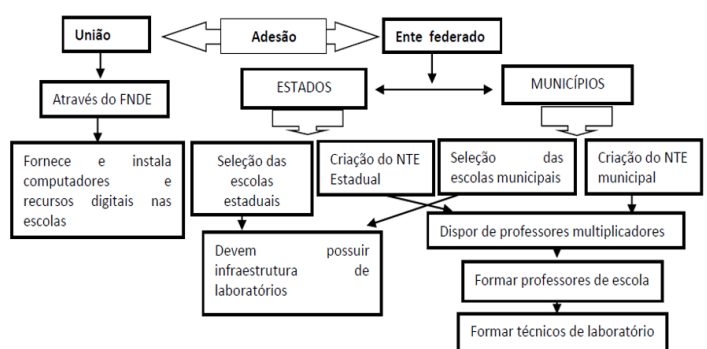 União
Adesão
Ente federado
Através do FNDE
ESTADOS
MUNICÍPIOS
Fornece e instala
computadores e
recursos digitais nas
escolas
Seleção das
escolas
estaduais
Criação do NTE
Estadual
Seleção das
escolas municipais
Criação do NTE
municipal
Devem possuir
infraestrutura de
laboratórios
Dispor de professores multiplicadores
Formar professores de escola
Formar técnicos de laboratório